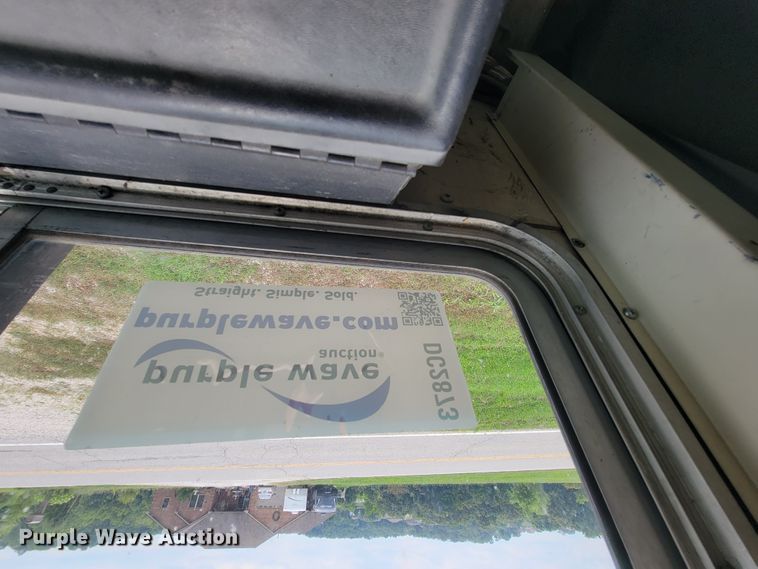 purple wave
auction®
purplewave.com
Straight. Simple. Sold.
DC2873
Purple Wave Auction